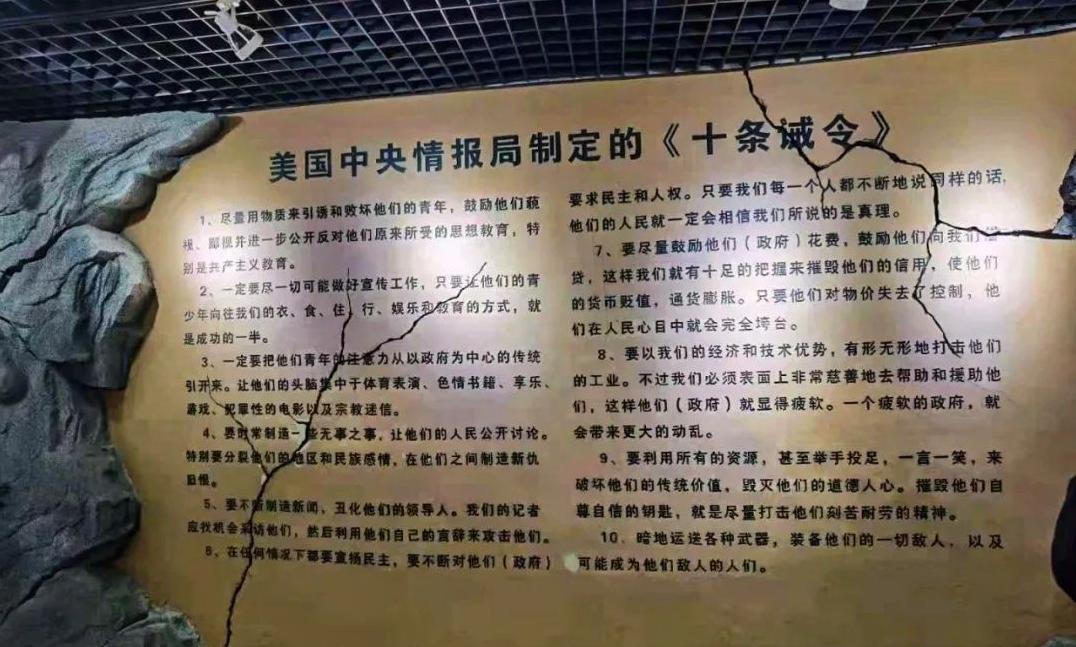 美国中央情报局制定的《十条诫令》
1、尽量用物质来引诱和败坏他们的青年，鼓励他们藐
视、鄙视并进一步公开反对他们原来所受的思想教育，特
别是共产主义教育。
2、一定要尽一切可能做好宣传工作，只要让他们的青
少年向往我们的衣、食、住、行、娱乐和教育的方式，就
是成功的一半。
3、一定要把他们青年的注意力从以政府为中心的传统
引开来。让他们的头脑集中于体育表演、色情书籍、享乐、
游戏、犯罪性的电影以及宗教迷信。
4、要时常制造一些无事之事，让他们的人民公开讨论。
特别要分裂他们的地区和民族感情，在他们之间制造新仇
旧恨。
5、要不断制造新闻，丑化他们的领导人。我们的记者
应找机会采访他们，然后利用他们自己的言辞来攻击他们。
6、在任何情况下都要宣扬民主，要不断对他们（政府）
要求民主和人权。只要我们每一个人都不断地说同样的话，
他们的人民就一定会相信我们所说的是真理。
7、要尽量鼓励他们（政府）花费，鼓励他们向我们借
贷，这样我们就有十足的把握来摧毁他们的信用，使他们
的货币贬值，通货膨胀。只要他们对物价失去了控制，他
们在人民心目中就会完全垮台。
8、要以我们的经济和技术优势，有形无形地打击他们
的工业。不过我们必须表面上非常慈善地去帮助和援助他
们，这样他们（政府）就显得疲软。一个疲软的政府，就
会带来更大的动乱。
9、要利用所有的资源，甚至举手投足，一言一笑，来
破坏他们的传统价值，毁灭他们的道德人心。摧毁他们自
尊自信的钥匙，就是尽量打击他们刻苦耐劳的精神。
10、暗地运送各种武器，装备他们的一切敌人，以及
可能成为他们敌人的人们。